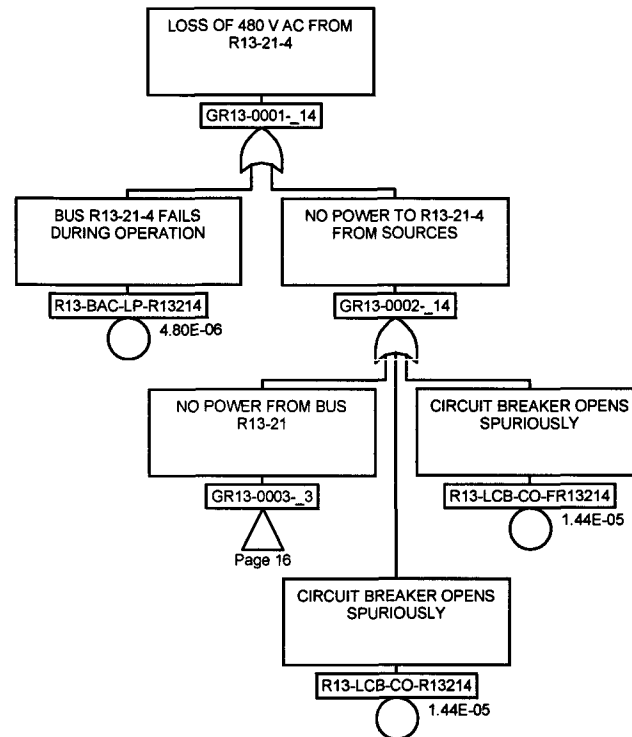 LOSS OF 480 V AC FROM
R13-21-4
GR13-0001-_14
BUS R13-21-4 FAILS
DURING OPERATION
R13-BAC-LP-R13214
4.80E-06
NO POWER TO R13-21-4
FROM SOURCES
GR13-0002-_14
NO POWER FROM BUS
R13-21
GR13-0003-_3
Page 16
CIRCUIT BREAKER OPENS
SPURIOUSLY
R13-LCB-CO-FR13214
1.44E-05
CIRCUIT BREAKER OPENS
SPURIOUSLY
R13-LCB-CO-R13214
1.44E-05